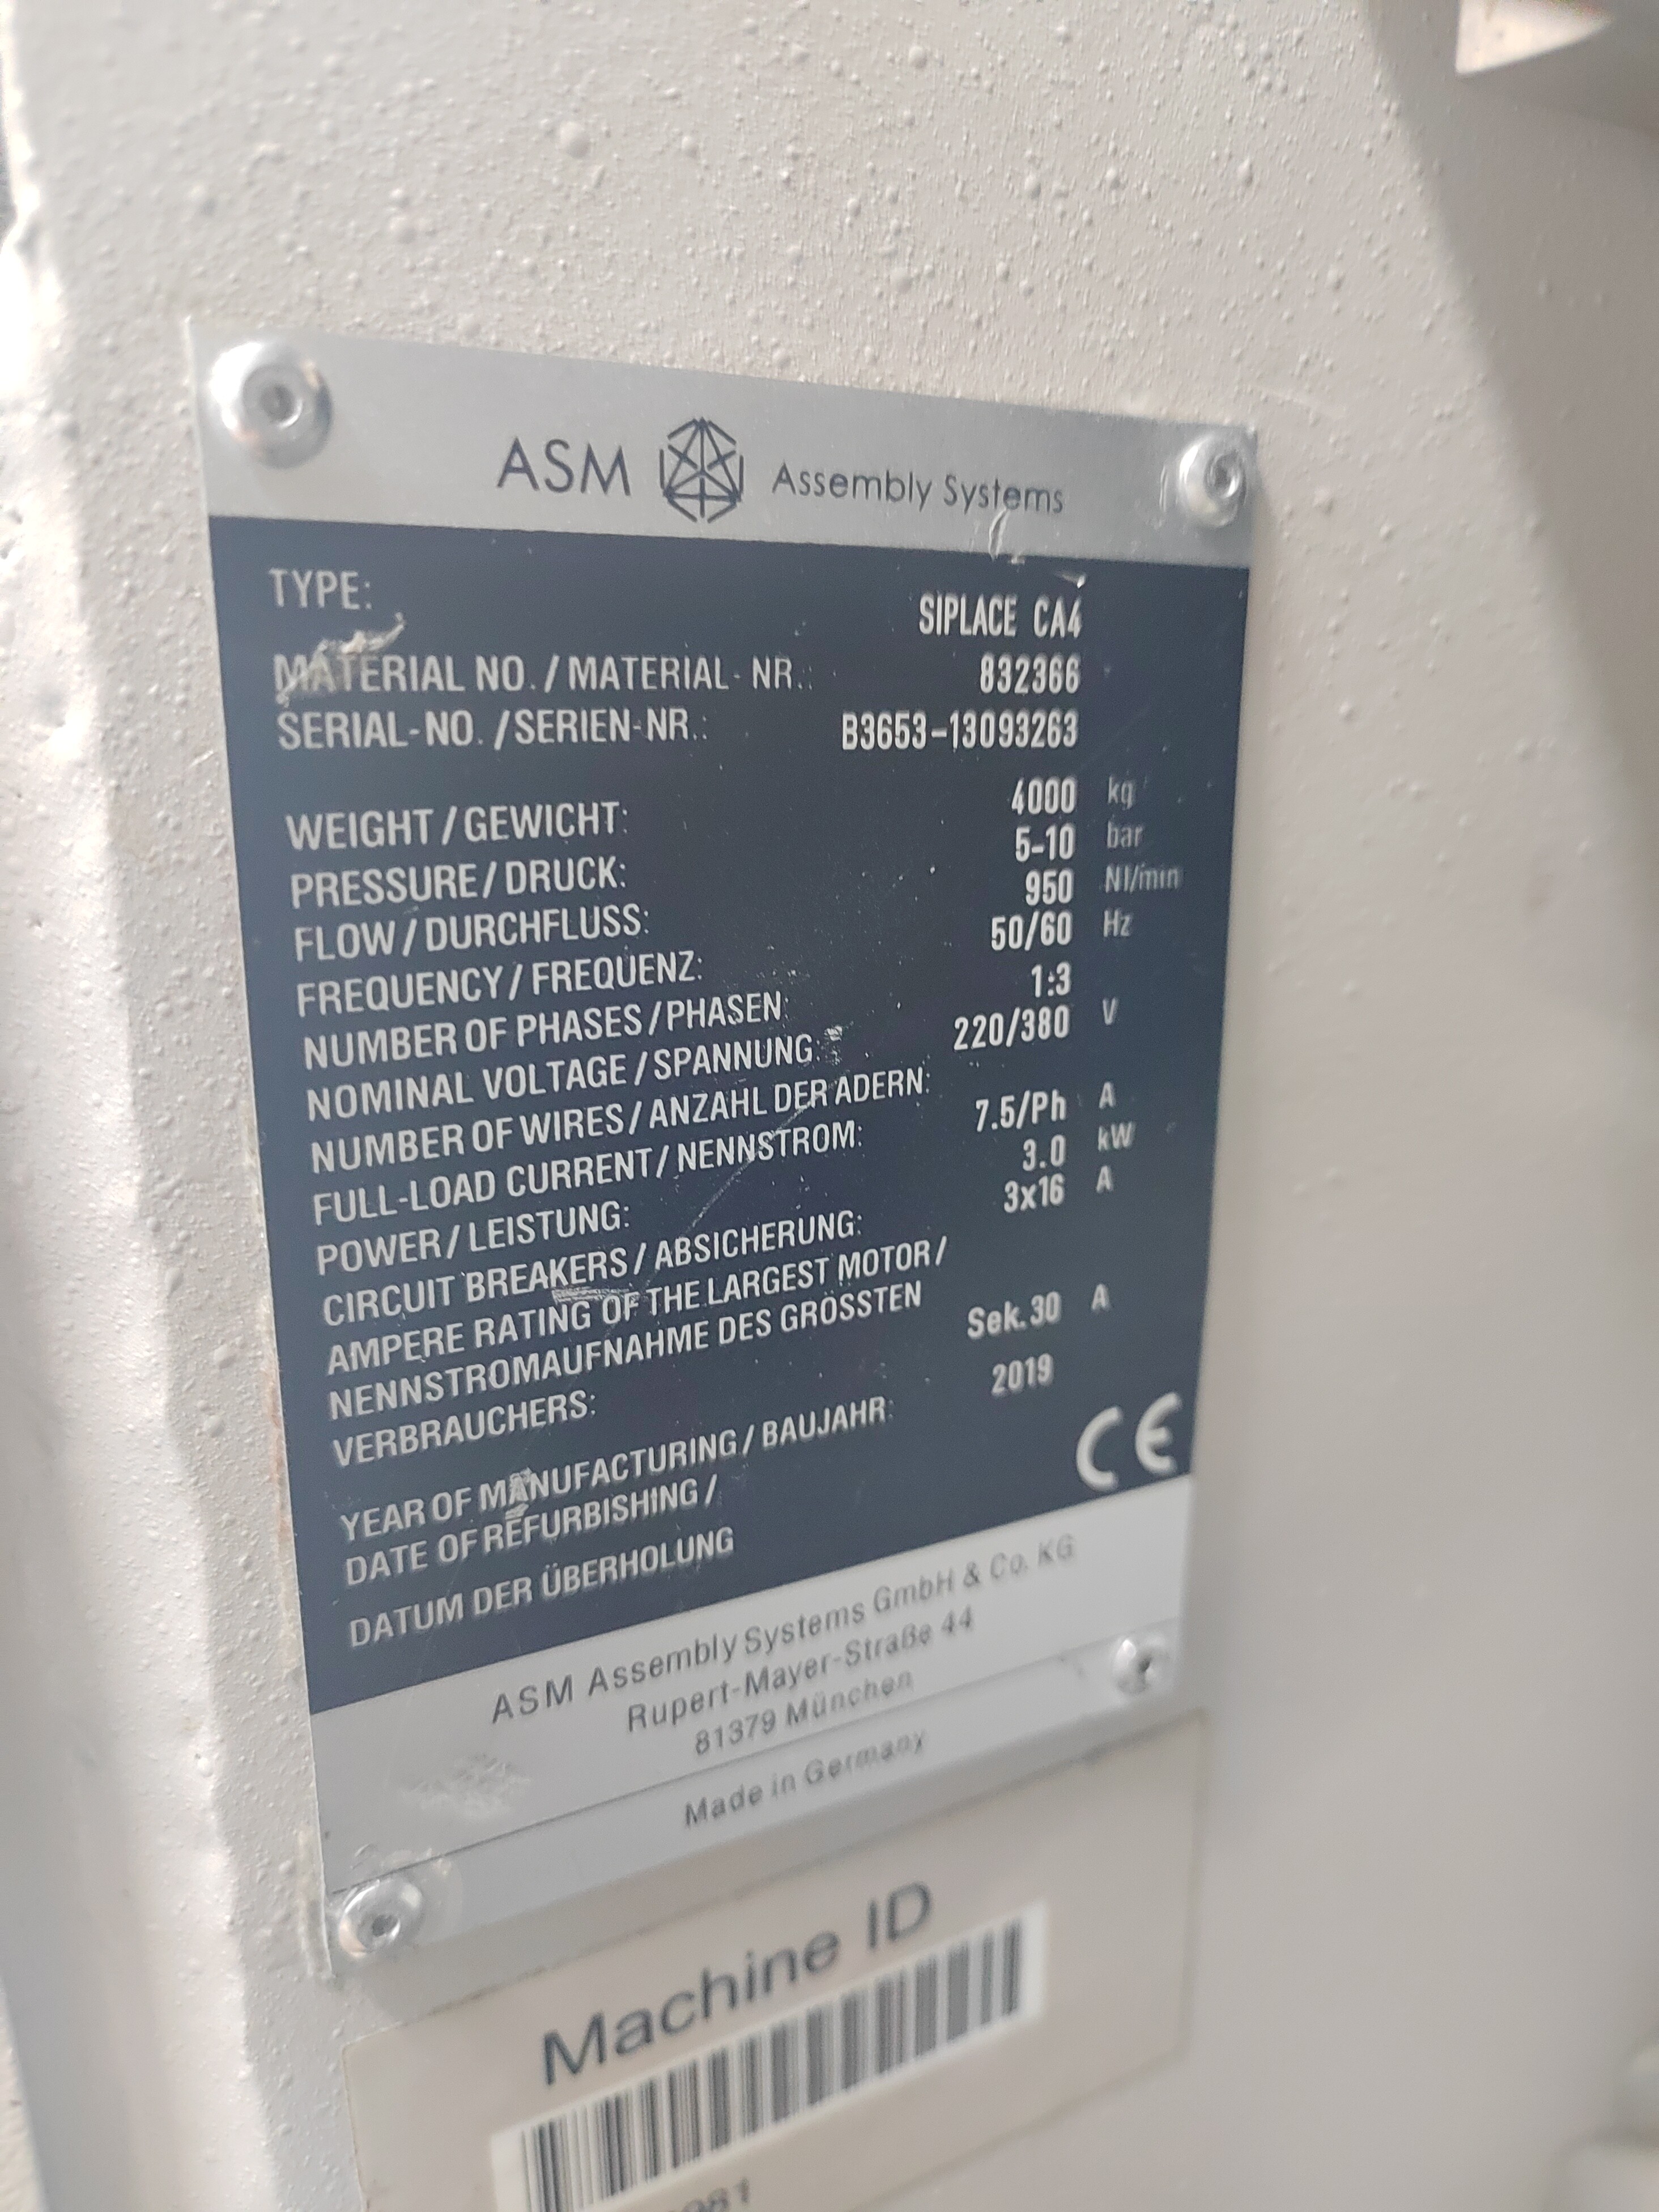 ASM Assembly Systems
TYPE: SIPLACE CA4
MATERIAL NO. / MATERIAL-NR.: 832366
SERIAL-NO. / SERIEN-NR.: B3653-13093263
WEIGHT / GEWICHT: 4000 kg
PRESSURE / DRUCK: 5-10 bar
FLOW / DURCHFLUSS: 950 Nl/min
FREQUENCY / FREQUENZ: 50/60 Hz
NUMBER OF PHASES / PHASEN: 1:3
NOMINAL VOLTAGE / SPANNUNG: 220/380 V
NUMBER OF WIRES / ANZAHL DER ADERN:
FULL-LOAD CURRENT / NENNSTROM: 7.5/Ph A
POWER / LEISTUNG: 3.0 kW
CIRCUIT BREAKERS / ABSICHERUNG: 3x16 A
AMPERE RATING OF THE LARGEST MOTOR /
NENNSTROMAUFNAHME DES GRÖSSTEN
VERBRAUCHERS: Sek.30 A
YEAR OF MANUFACTURING / BAUJAHR: 2019
DATE OF REFURBISHING /
DATUM DER ÜBERHOLUNG
CE
ASM Assembly Systems GmbH & Co. KG
Rupert-Mayer-Straße 44
81379 München
Made in Germany
Machine ID